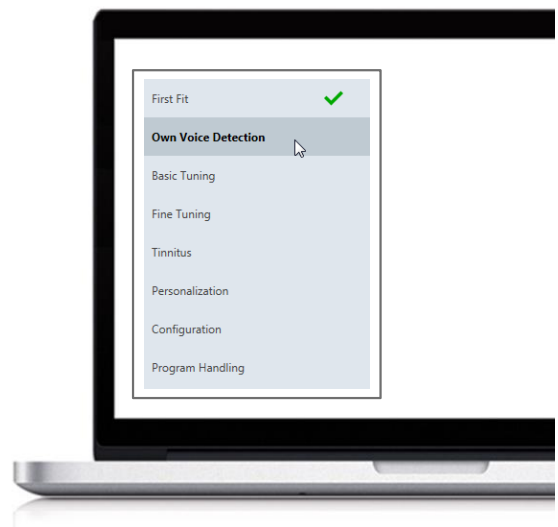 First Fit
Own Voice Detection
Basic Tuning
Fine Tuning
Tinnitus
Personalization
Configuration
Program Handling